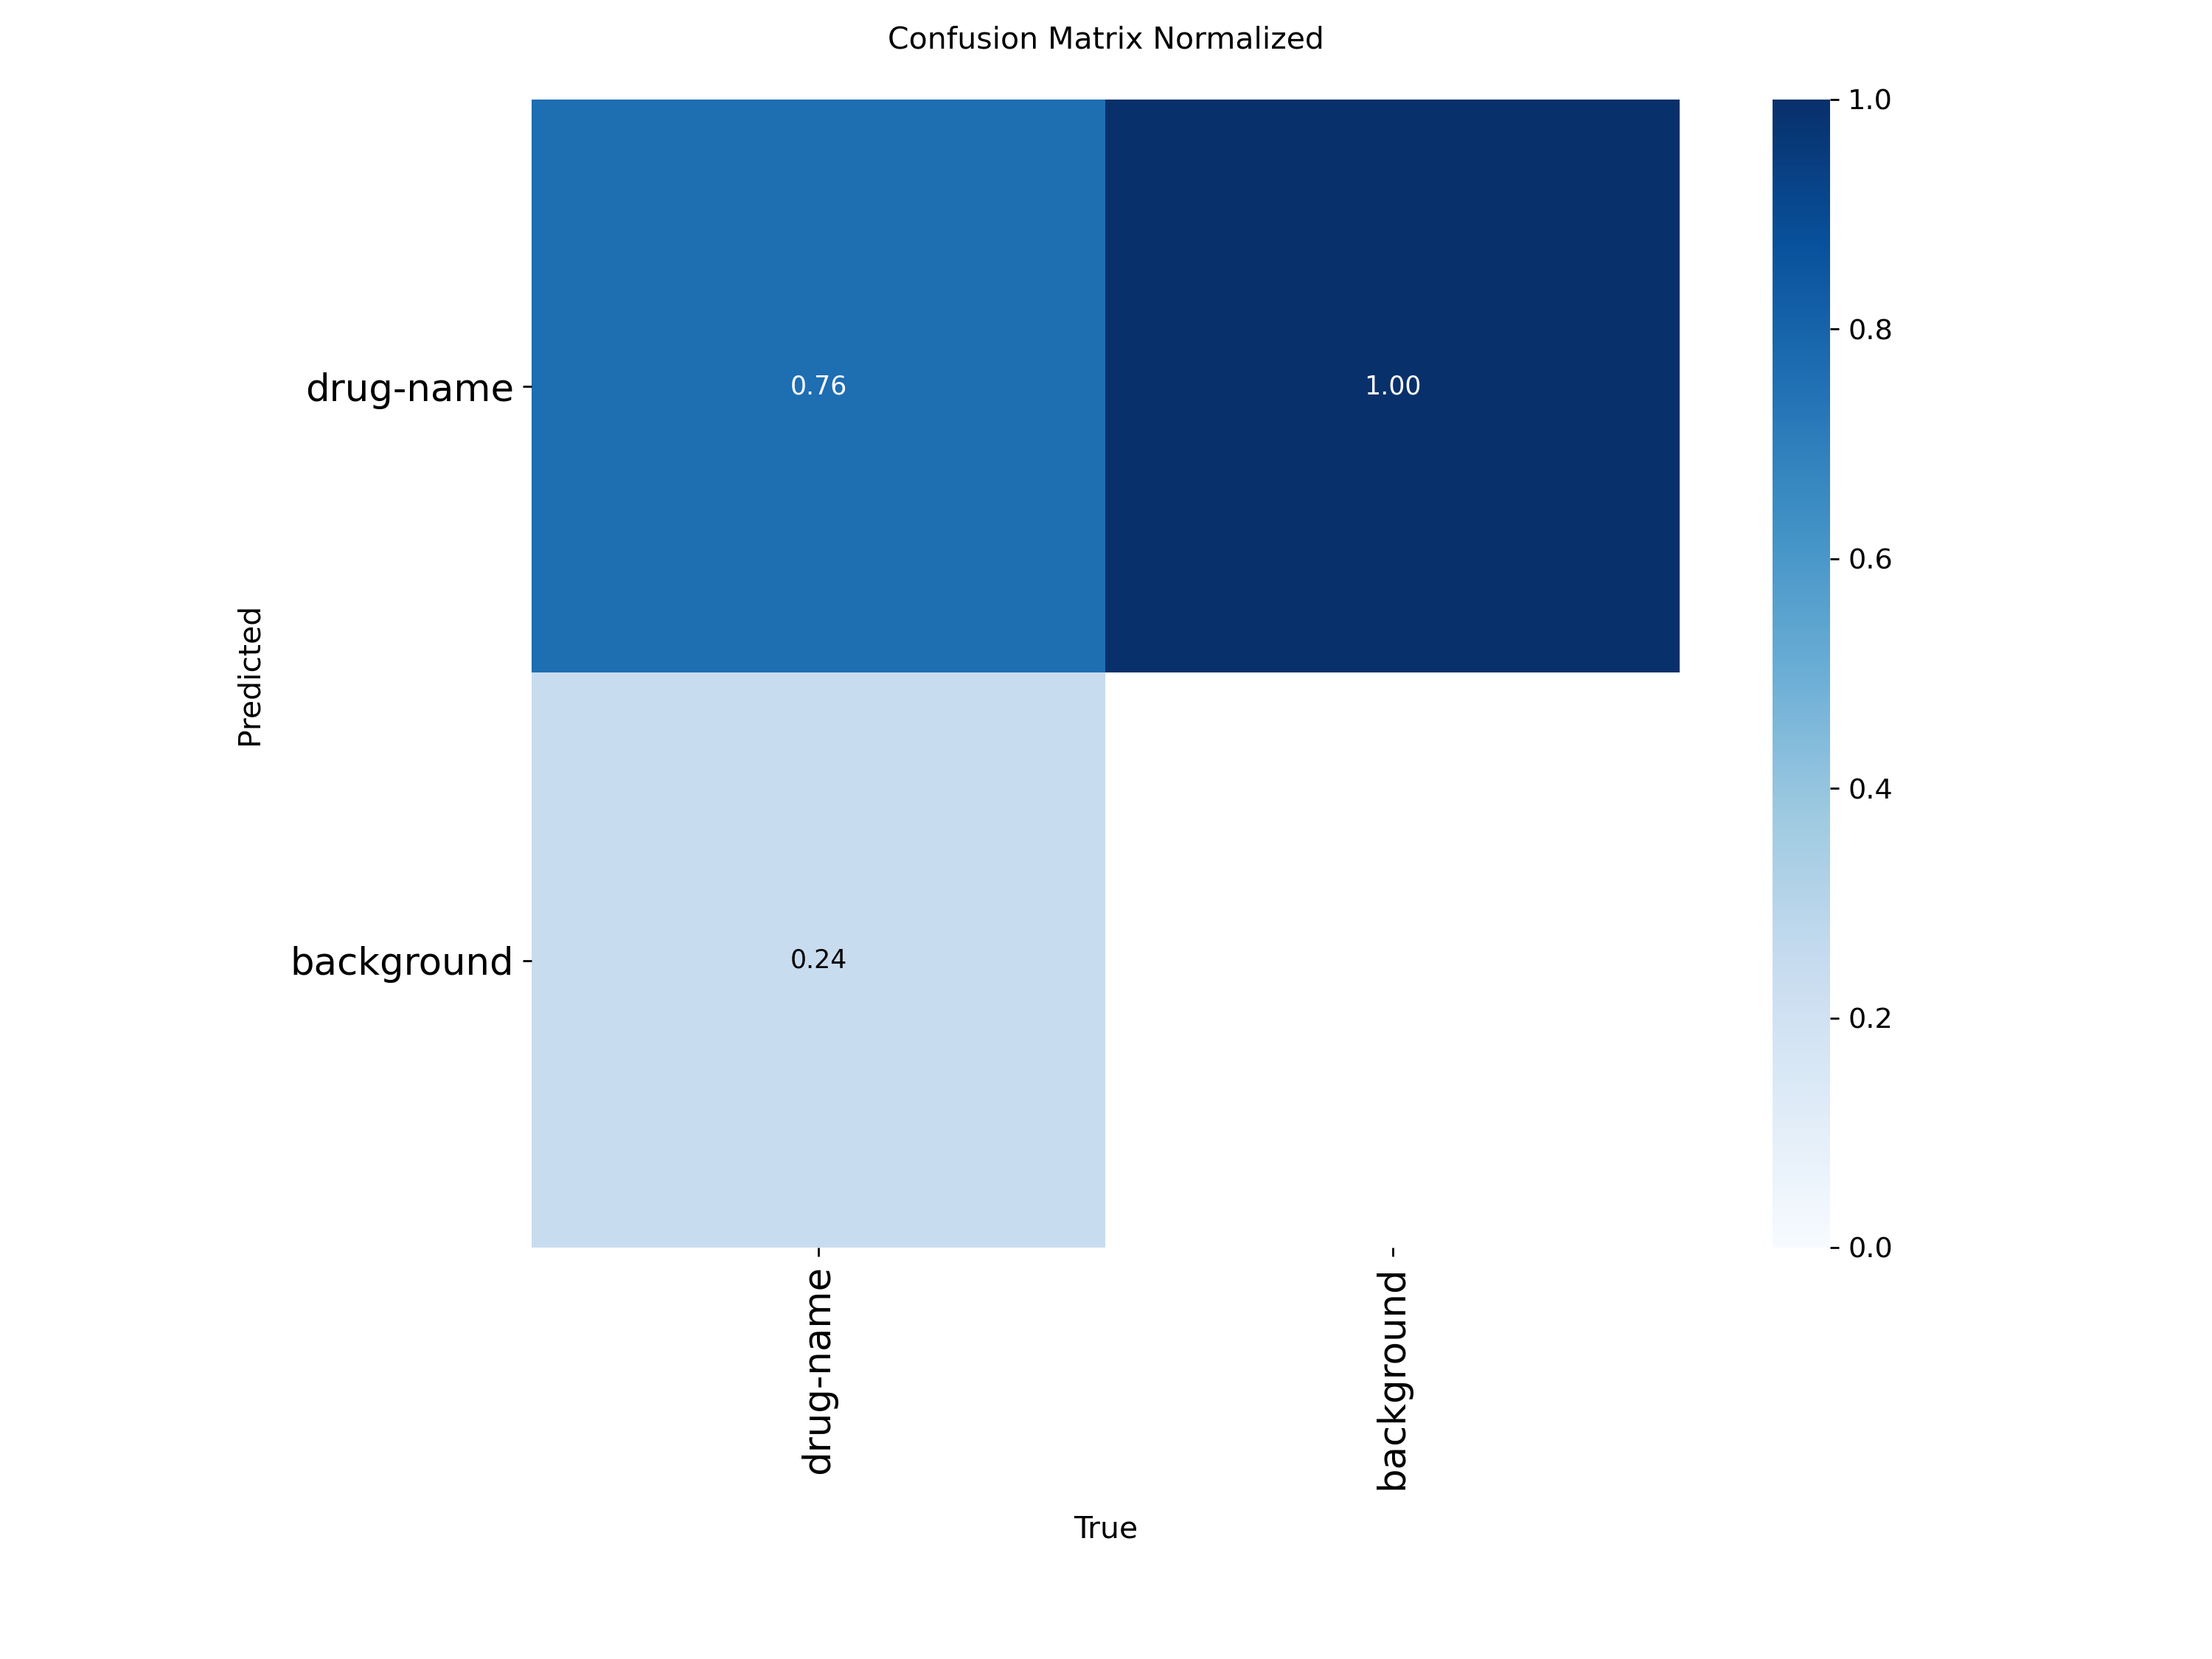 Confusion Matrix Normalized
1.0
0.8
0.6
0.4
0.2
0.0
Predicted
drug-name
0.76
1.00
background
0.24
drug-name
background
True